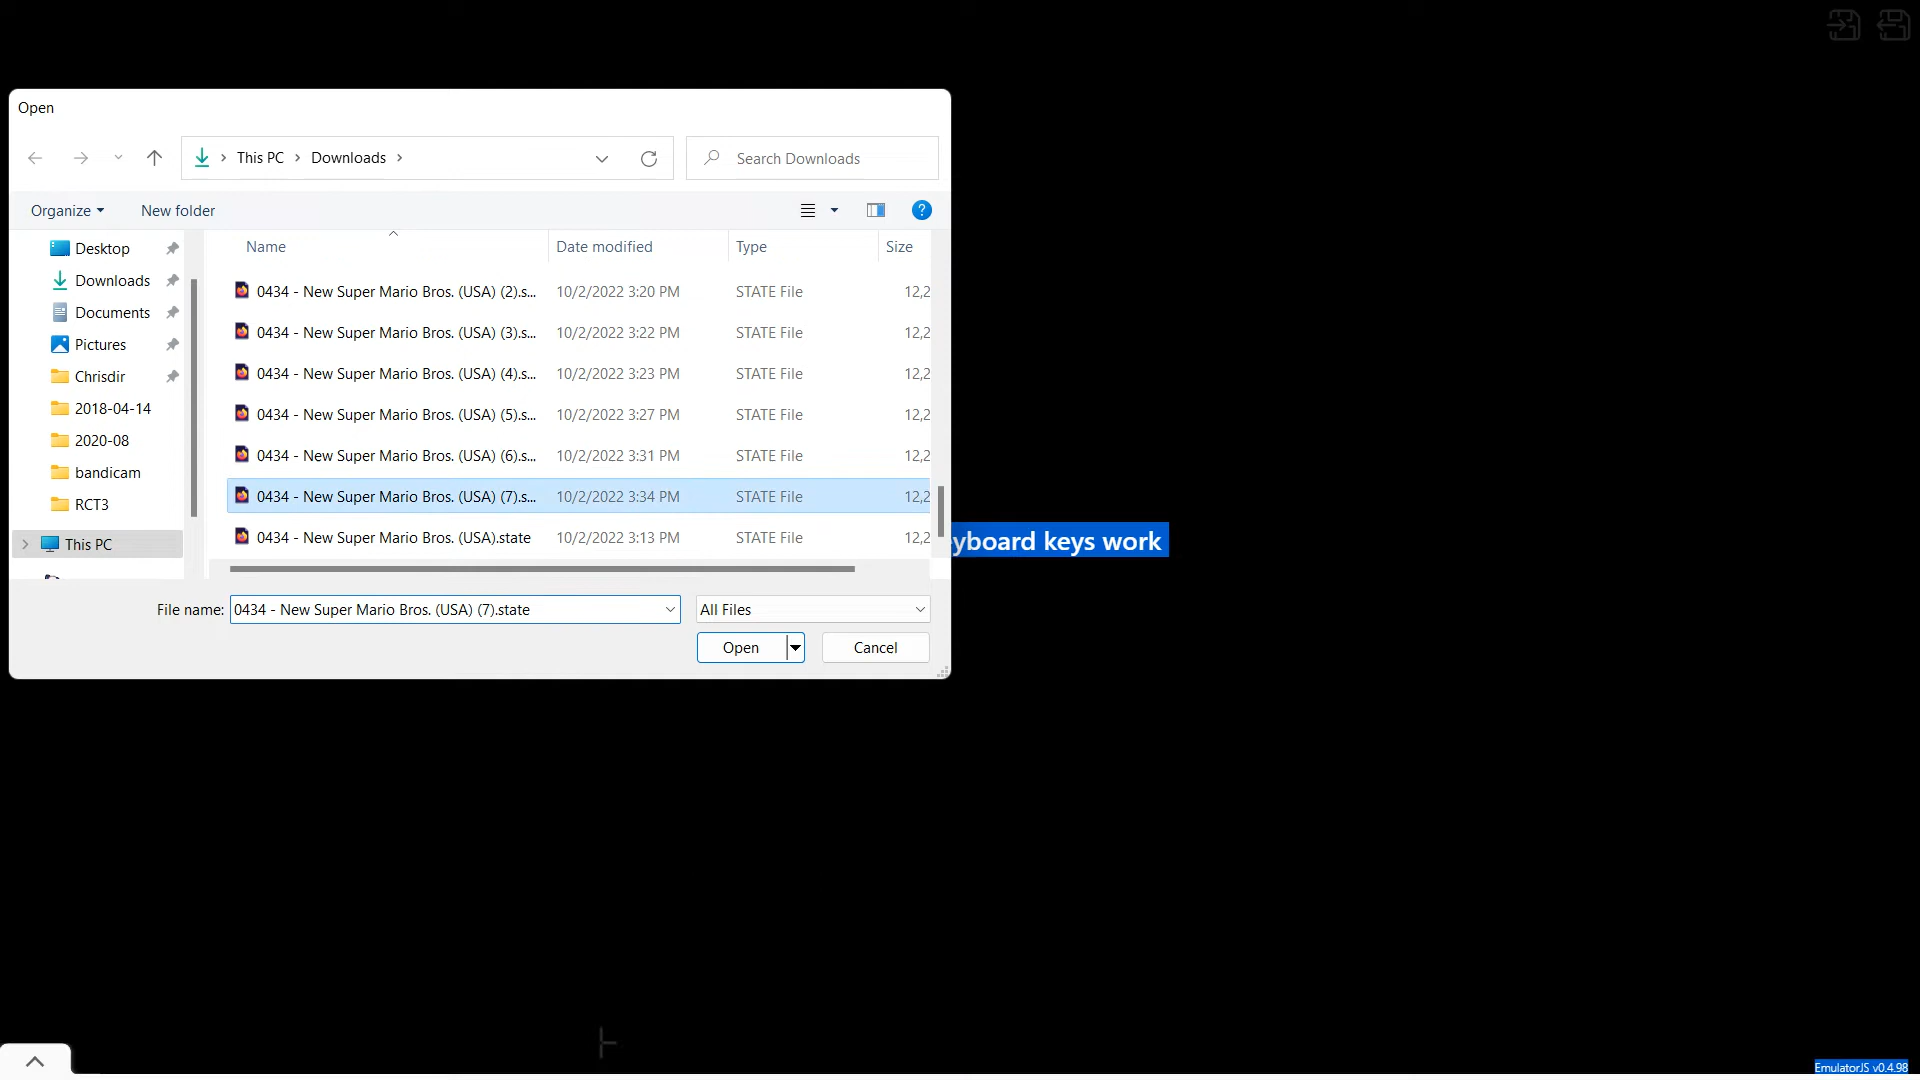 Open
This PC
Downloads
Search Downloads
Organize
New folder
?
Name
Date modified
Type
Size
Desktop
Downloads
Documents
Pictures
Chrisdir
2018-04-14
2020-08
bandicam
RCT3
This PC
0434 - New Super Mario Bros. (USA) (2).s... 10/2/2022 3:20 PM STATE File 12,2
0434 - New Super Mario Bros. (USA) (3).s... 10/2/2022 3:22 PM STATE File 12,2
0434 - New Super Mario Bros. (USA) (4).s... 10/2/2022 3:23 PM STATE File 12,2
0434 - New Super Mario Bros. (USA) (5).s... 10/2/2022 3:27 PM STATE File 12,2
0434 - New Super Mario Bros. (USA) (6).s... 10/2/2022 3:31 PM STATE File 12,2
0434 - New Super Mario Bros. (USA) (7).s... 10/2/2022 3:34 PM STATE File 12,2
0434 - New Super Mario Bros. (USA).state 10/2/2022 3:13 PM STATE File 12,2
yboard keys work
File name: 0434 - New Super Mario Bros. (USA) (7).state
All Files
Open
Cancel
EmulatorJS v0.4.98